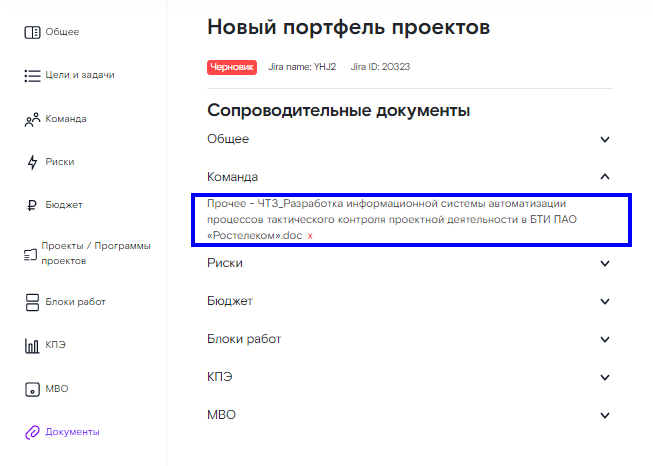 Общее
Цели и задачи
Команда
Риски
Бюджет
Проекты / Программы
проектов
Блоки работ
КПЭ
МВО
Документы
Новый портфель проектов
Черновик Jira name: YHJ2 Jira ID: 20323
Сопроводительные документы
Общее
Команда
Прочее - ЧТЗ_Разработка информационной системы автоматизации
процессов тактического контроля проектной деятельности в БТИ ПАО
«Ростелеком».doc x
Риски
Бюджет
Блоки работ
КПЭ
МВО